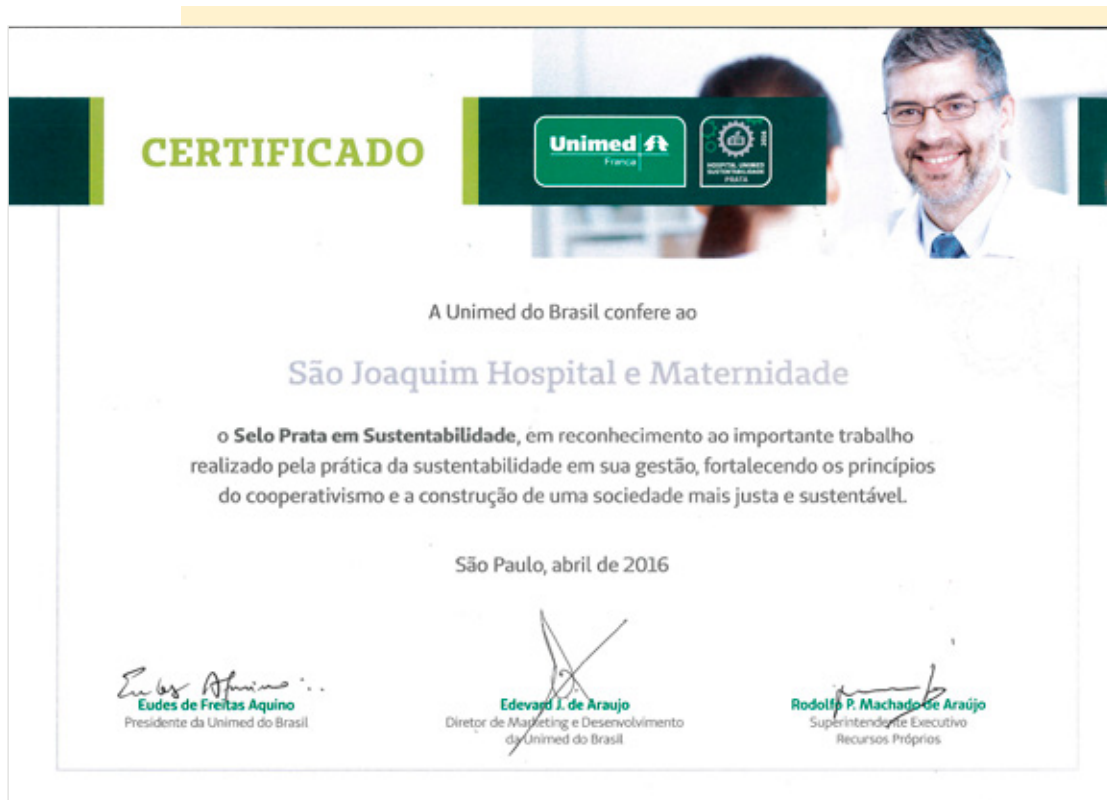 CERTIFICADO
Unimed
Franca
2016
HOSPITAL UNIMED
SUSTENTABILIDADE
PRATA
A Unimed do Brasil confere ao
São Joaquim Hospital e Maternidade
o Selo Prata em Sustentabilidade, em reconhecimento ao importante trabalho
realizado pela prática da sustentabilidade em sua gestão, fortalecendo os princípios
do cooperativismo e a construção de uma sociedade mais justa e sustentável.
São Paulo, abril de 2016
Eudes Aquino
Eudes de Freitas Aquino
Presidente da Unimed do Brasil
Edevard J. de Araujo
Diretor de Marketing e Desenvolvimento
da Unimed do Brasil
Rodolfo P. Machado de Araújo
Superintendente Executivo
Recursos Próprios